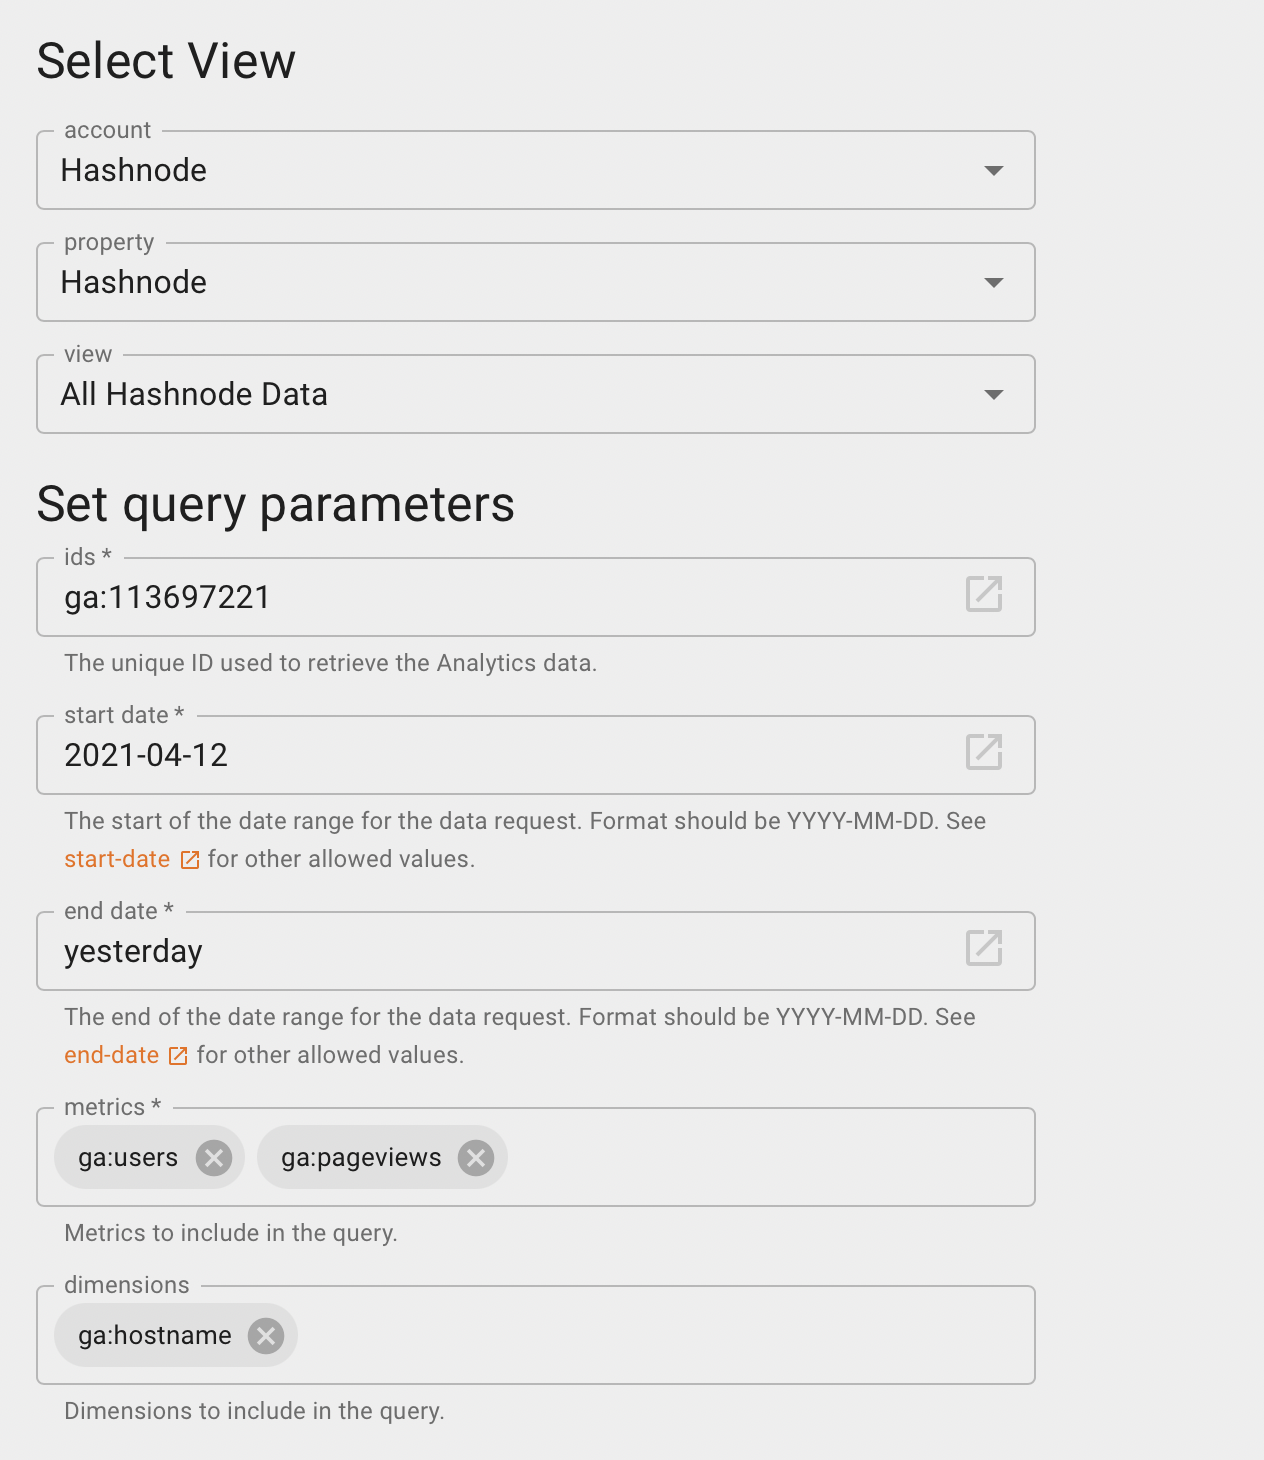 Select View
account
Hashnode
property
Hashnode
view
All Hashnode Data
Set query parameters
ids *
ga:113697221
The unique ID used to retrieve the Analytics data.
start date *
2021-04-12
The start of the date range for the data request. Format should be YYYY-MM-DD. See
start-date for other allowed values.
end date *
yesterday
The end of the date range for the data request. Format should be YYYY-MM-DD. See
end-date for other allowed values.
metrics *
ga:users ga:pageviews
Metrics to include in the query.
dimensions
ga:hostname
Dimensions to include in the query.